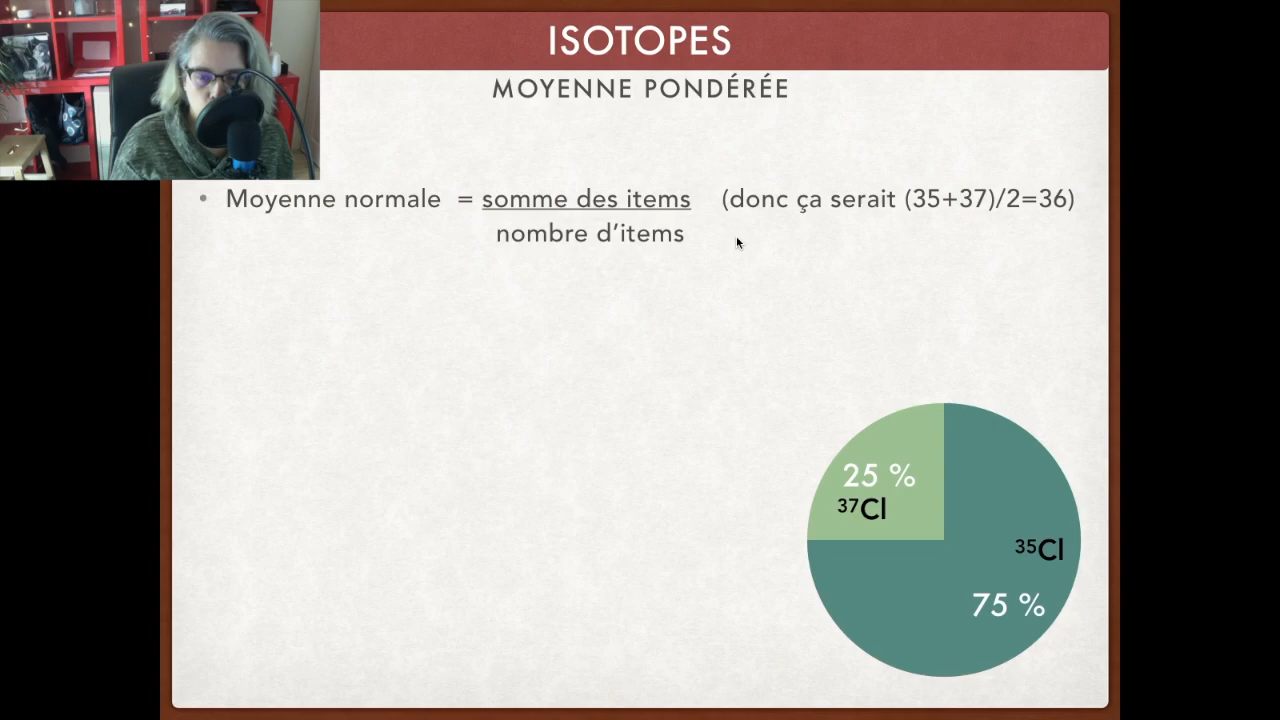 ISOTOPES
MOYENNE PONDÉRÉE
• Moyenne normale = somme des items (donc ça serait (35+37)/2=36)
nombre d’items
25 %
³⁷Cl
³⁵Cl
75 %